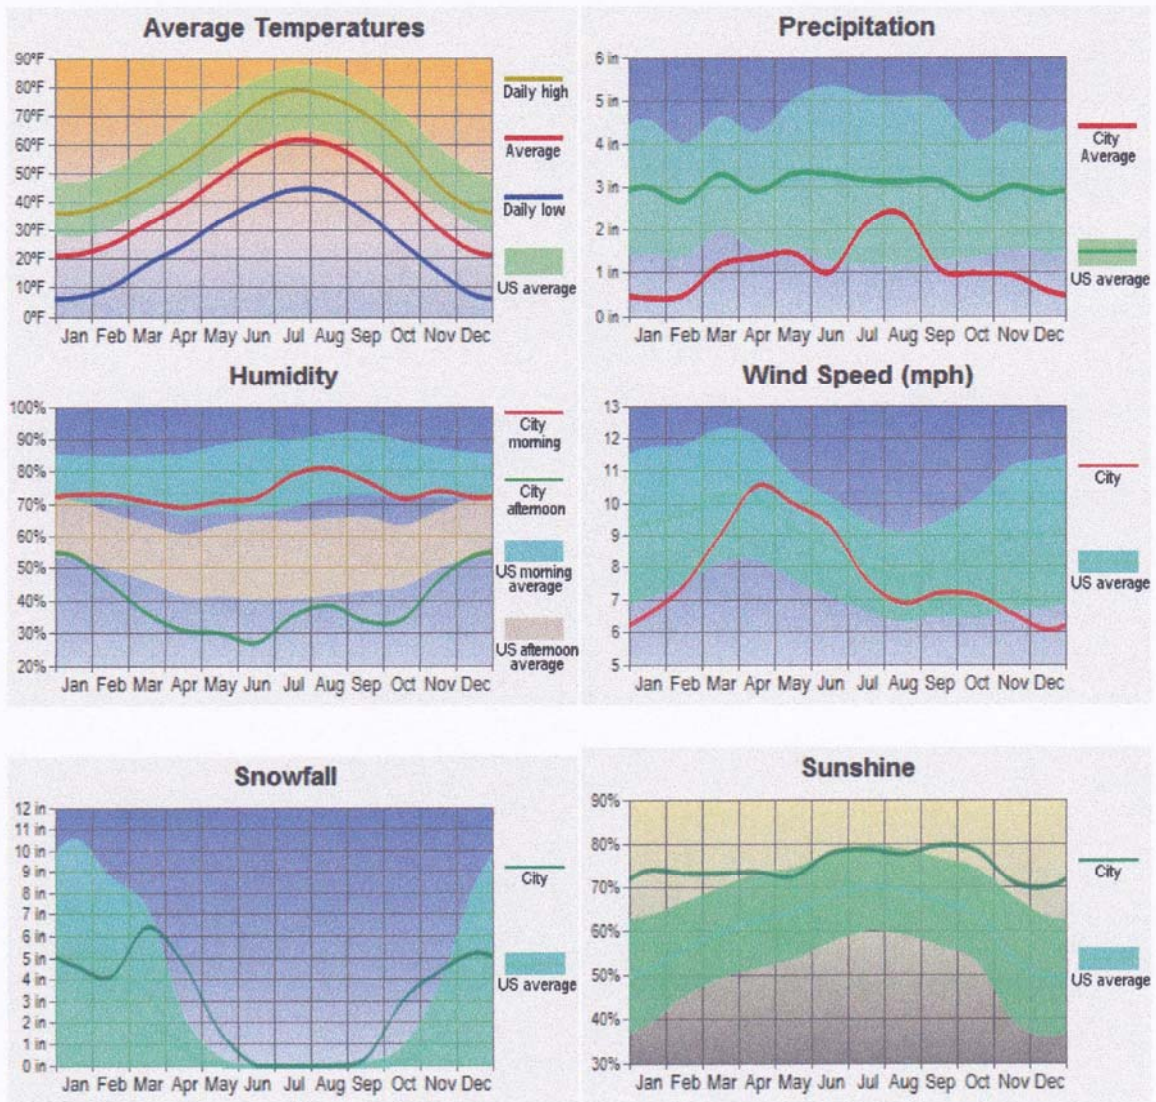 Average Temperatures
90°F
80°F
70°F
60°F
50°F
40°F
30°F
20°F
10°F
0°F
Jan Feb Mar Apr May Jun Jul Aug Sep Oct Nov Dec
Daily high
Average
Daily low
US average
Precipitation
6 in
5 in
4 in
3 in
2 in
1 in
0 in
Jan Feb Mar Apr May Jun Jul Aug Sep Oct Nov Dec
City
Average
US average
Humidity
100%
90%
80%
70%
60%
50%
40%
30%
20%
Jan Feb Mar Apr May Jun Jul Aug Sep Oct Nov Dec
City
morning
City
afternoon
US morning
average
US afternoon
average
Wind Speed (mph)
13
12
11
10
9
8
7
6
5
Jan Feb Mar Apr May Jun Jul Aug Sep Oct Nov Dec
City
US average
Snowfall
12 in
11 in
10 in
9 in
8 in
7 in
6 in
5 in
4 in
3 in
2 in
1 in
0 in
Jan Feb Mar Apr May Jun Jul Aug Sep Oct Nov Dec
City
US average
Sunshine
90%
80%
70%
60%
50%
40%
30%
Jan Feb Mar Apr May Jun Jul Aug Sep Oct Nov Dec
City
US average